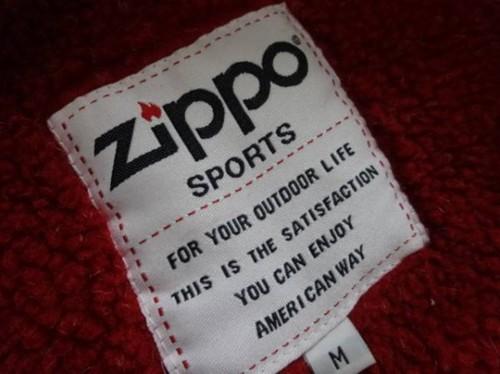 Zippo®
SPORTS
FOR YOUR OUTDOOR LIFE
THIS IS THE SATISFACTION
YOU CAN ENJOY
AMERICAN WAY
M